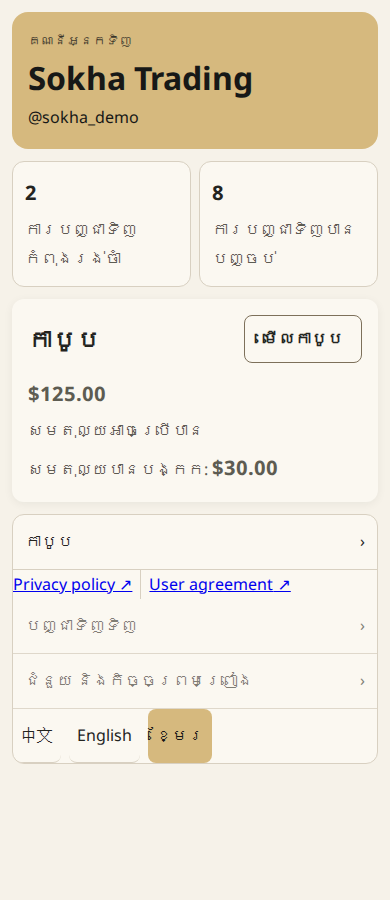 គណនីអ្នកទិញ
Sokha Trading
@sokha_demo
2
ការបញ្ជាទិញ
កំពុងរង់ចាំ
8
ការបញ្ជាទិញបាន
បញ្ចប់
កាបូប
មើលកាបូប
$125.00
សមតុល្យអាចប្រើបាន
សមតុល្យបានបង្កក: $30.00
កាបូប ›
Privacy policy ↗ User agreement ↗
បញ្ជាទិញទិញ ›
ជំនួយ និងកិច្ចព្រមព្រៀង ›
中文 English ខ្មែរ